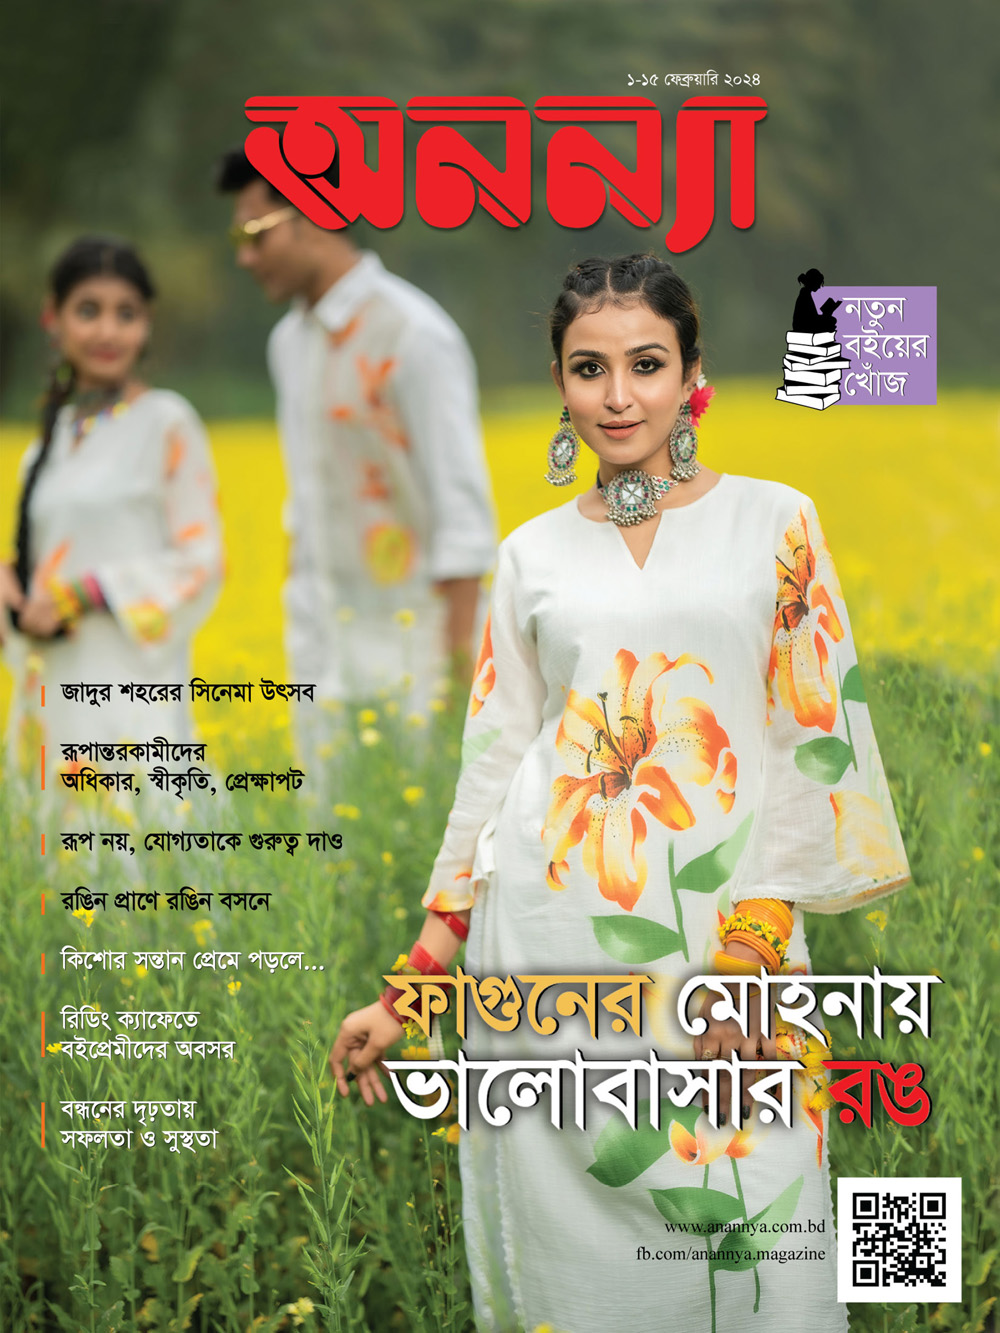 ১-১৫ ফেব্রুয়ারি ২০২৪
অনন্যা
নতুন
বইয়ের
খোঁজ
জাদুর শহরের সিনেমা উৎসব
রূপান্তরকামীদের
অধিকার, স্বীকৃতি, প্রেক্ষাপট
রূপ নয়, যোগ্যতাকে গুরুত্ব দাও
রঙিন প্রাণে রঙিন বসনে
কিশোর সন্তান প্রেমে পড়লে...
রিডিং ক্যাফেতে
বইপ্রেমীদের অবসর
বন্ধনের দৃঢ়তায়
সফলতা ও সুস্থতা
ফাগুনের মোহনায়
ভালোবাসার রঙ
www.anannya.com.bd
fb.com/anannya.magazine